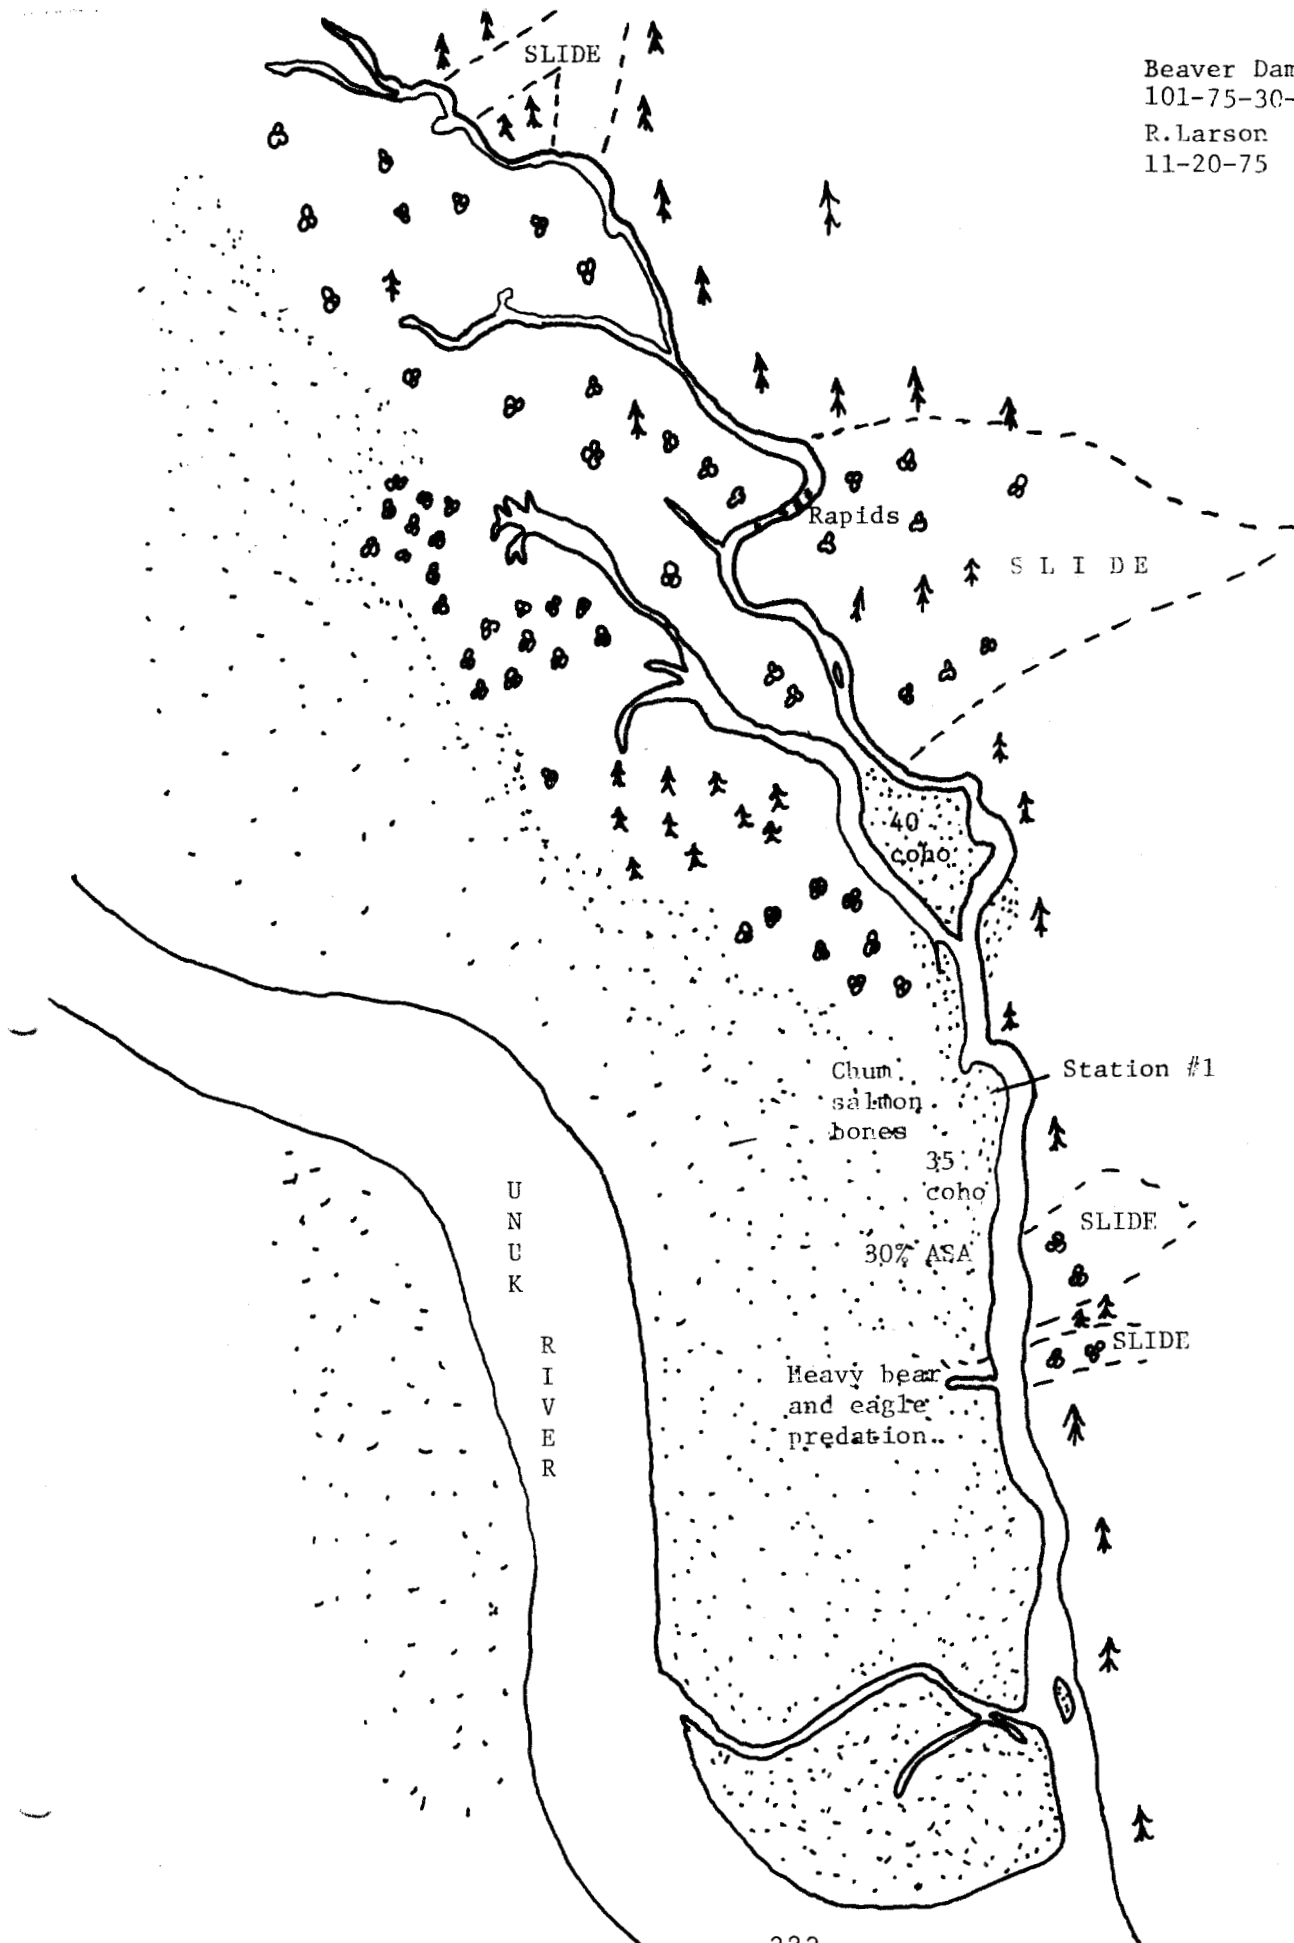 SLIDE
Beaver Dam
101-75-30-
R.Larson
11-20-75
Rapids
S L I D E
40
coho
Chum
salmon
bones
Station #1
35
coho
30% ASA
SLIDE
SLIDE
Heavy bear
and eagle
predation
U
N
U
K
R
I
V
E
R